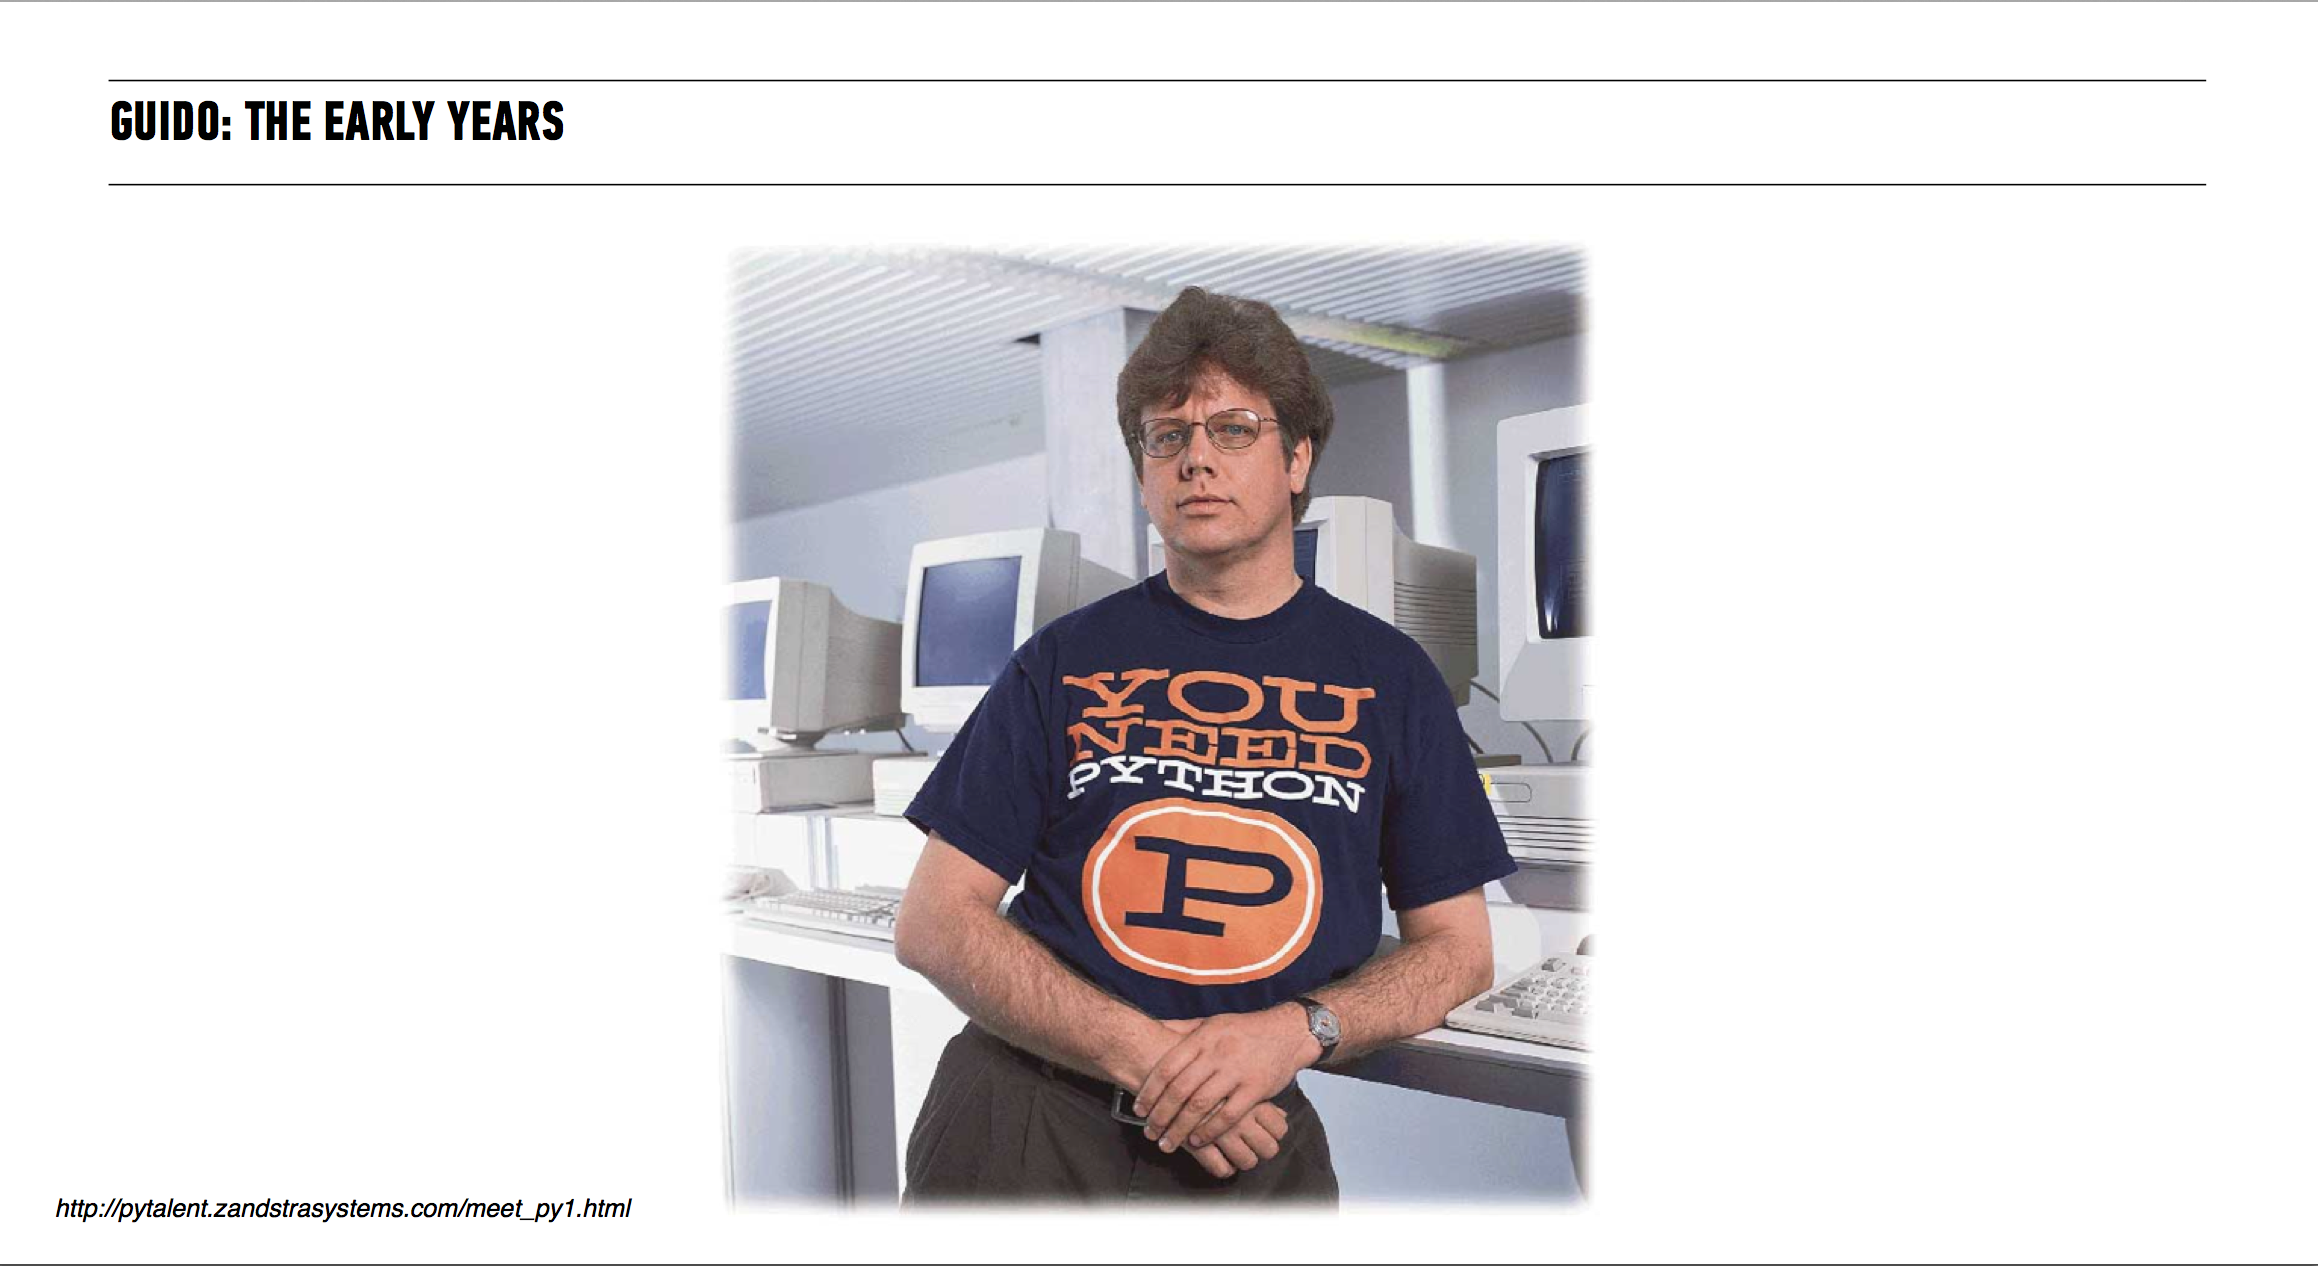 GUIDO: THE EARLY YEARS
YOU
NEED
PYTHON
P
http://pytalent.zandstrasystems.com/meet_py1.html